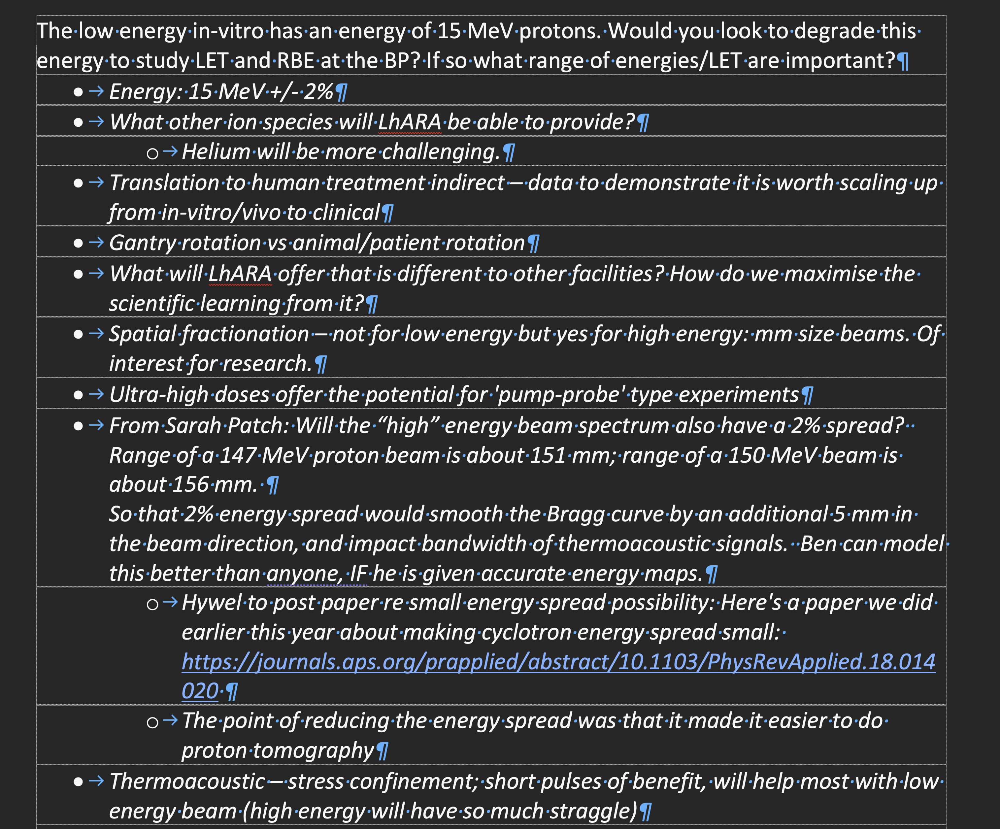 The low energy in-vitro has an energy of 15 MeV protons. Would you look to degrade this
energy to study LET and RBE at the BP? If so what range of energies/LET are important?¶
● → Energy: 15 MeV +/- 2%¶
● → What other ion species will LhARA be able to provide?¶
○ → Helium will be more challenging.¶
● → Translation to human treatment indirect – data to demonstrate it is worth scaling up
from in-vitro/vivo to clinical¶
● → Gantry rotation vs animal/patient rotation¶
● → What will LhARA offer that is different to other facilities? How do we maximise the
scientific learning from it?¶
● → Spatial fractionation – not for low energy but yes for high energy: mm size beams. Of
interest for research.¶
● → Ultra-high doses offer the potential for 'pump-probe' type experiments¶
● → From Sarah Patch: Will the “high” energy beam spectrum also have a 2% spread?
Range of a 147 MeV proton beam is about 151 mm; range of a 150 MeV beam is
about 156 mm. ¶
So that 2% energy spread would smooth the Bragg curve by an additional 5 mm in
the beam direction, and impact bandwidth of thermoacoustic signals.  Ben can model
this better than anyone, IF he is given accurate energy maps.¶
○ → Hywel to post paper re small energy spread possibility: Here's a paper we did
earlier this year about making cyclotron energy spread small:
https://journals.aps.org/prapplied/abstract/10.1103/PhysRevApplied.18.014
020 ¶
○ → The point of reducing the energy spread was that it made it easier to do
proton tomography¶
● → Thermoacoustic – stress confinement; short pulses of benefit, will help most with low
energy beam (high energy will have so much straggle)¶